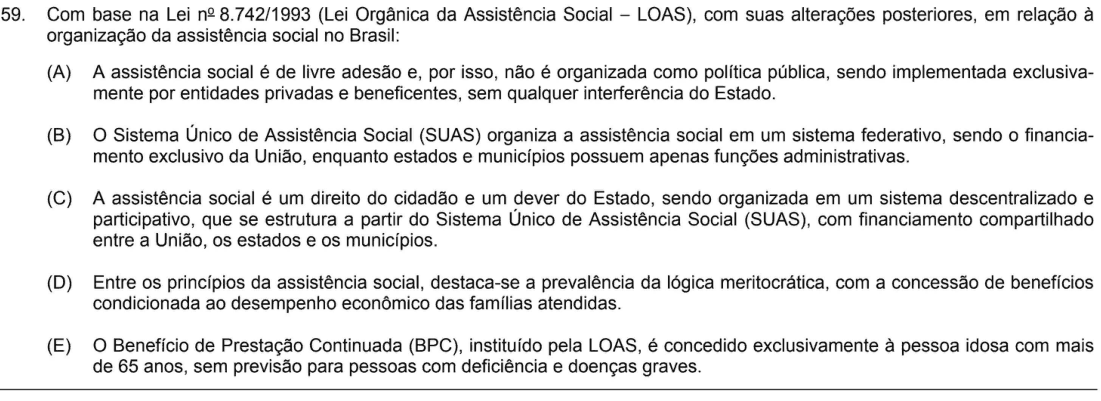 59. Com base na Lei nº 8.742/1993 (Lei Orgânica da Assistência Social – LOAS), com suas alterações posteriores, em relação à
organização da assistência social no Brasil:
(A) A assistência social é de livre adesão e, por isso, não é organizada como política pública, sendo implementada exclusiva-
mente por entidades privadas e beneficentes, sem qualquer interferência do Estado.
(B) O Sistema Único de Assistência Social (SUAS) organiza a assistência social em um sistema federativo, sendo o financia-
mento exclusivo da União, enquanto estados e municípios possuem apenas funções administrativas.
(C) A assistência social é um direito do cidadão e um dever do Estado, sendo organizada em um sistema descentralizado e
participativo, que se estrutura a partir do Sistema Único de Assistência Social (SUAS), com financiamento compartilhado
entre a União, os estados e os municípios.
(D) Entre os princípios da assistência social, destaca-se a prevalência da lógica meritocrática, com a concessão de benefícios
condicionada ao desempenho econômico das famílias atendidas.
(E) O Benefício de Prestação Continuada (BPC), instituído pela LOAS, é concedido exclusivamente à pessoa idosa com mais
de 65 anos, sem previsão para pessoas com deficiência e doenças graves.